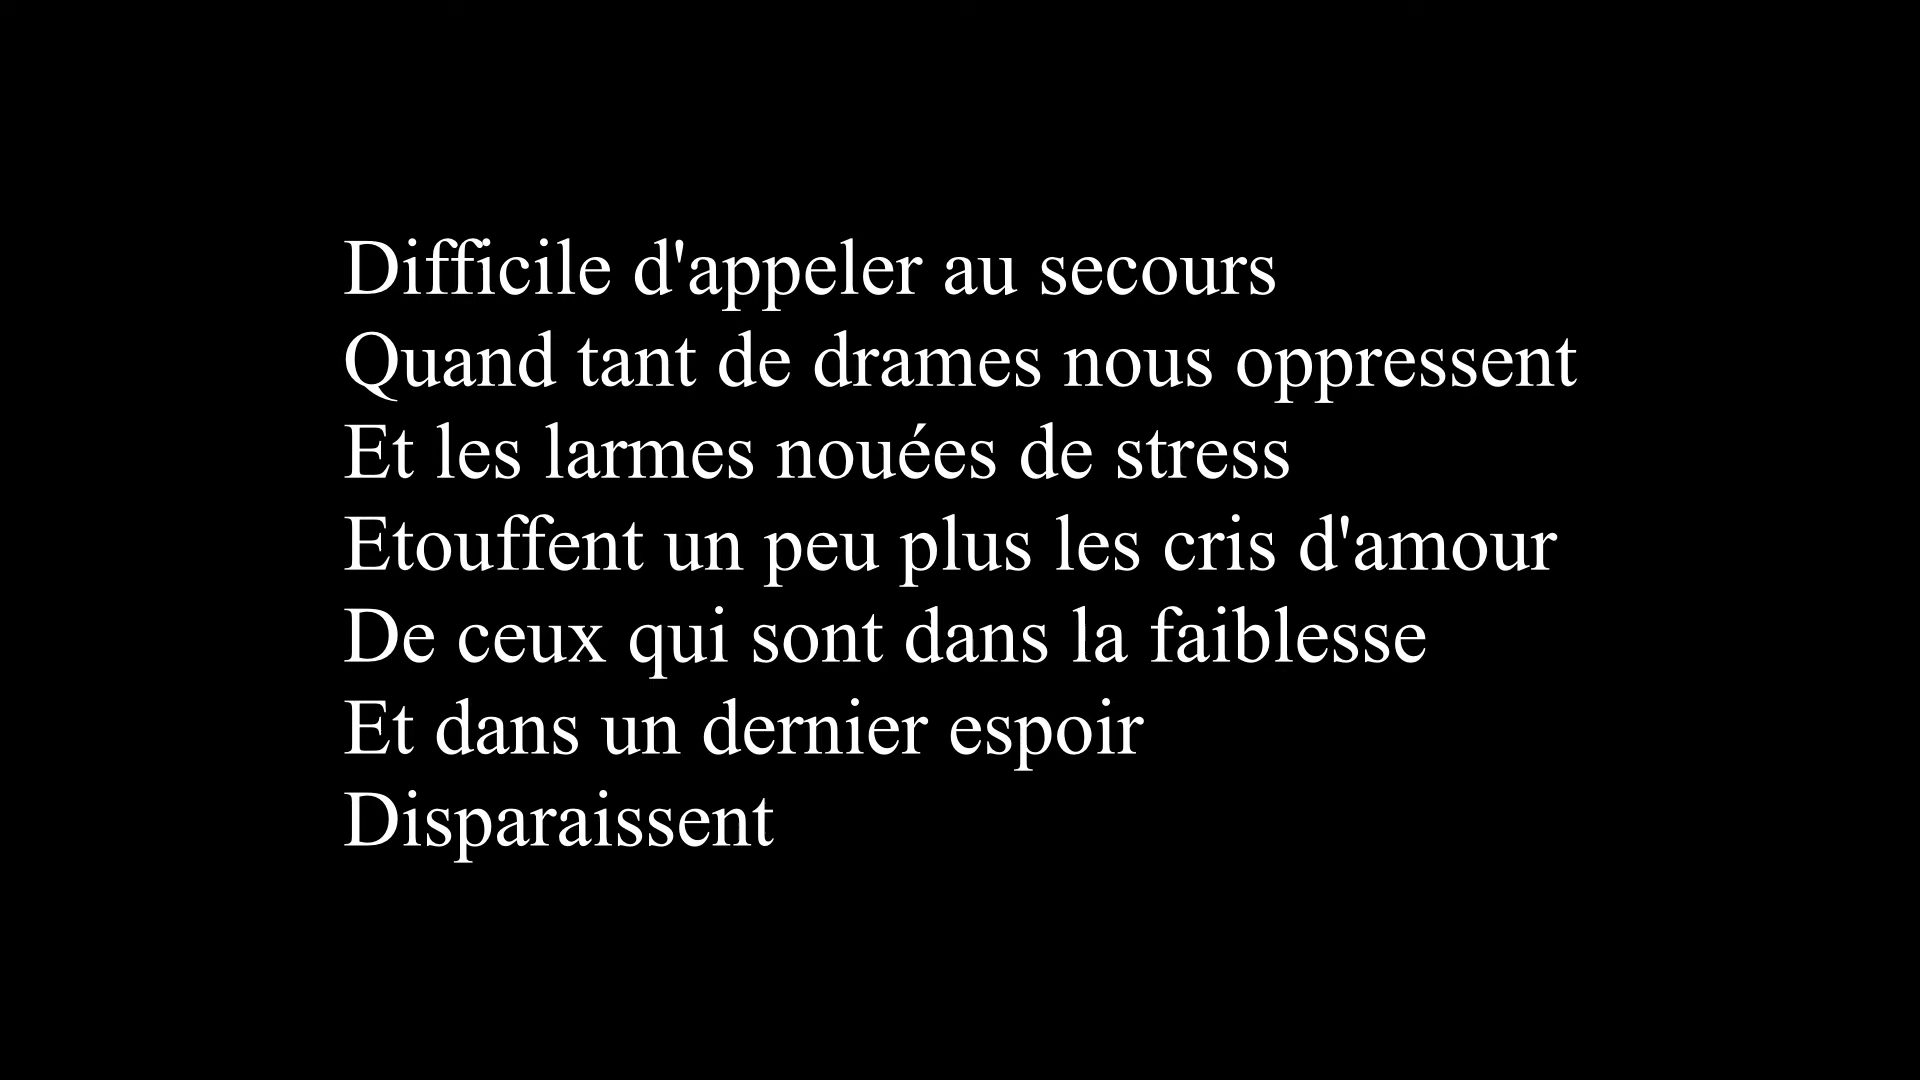 Difficile d'appeler au secours
Quand tant de drames nous oppressent
Et les larmes nouées de stress
Etouffent un peu plus les cris d'amour
De ceux qui sont dans la faiblesse
Et dans un dernier espoir
Disparaissent